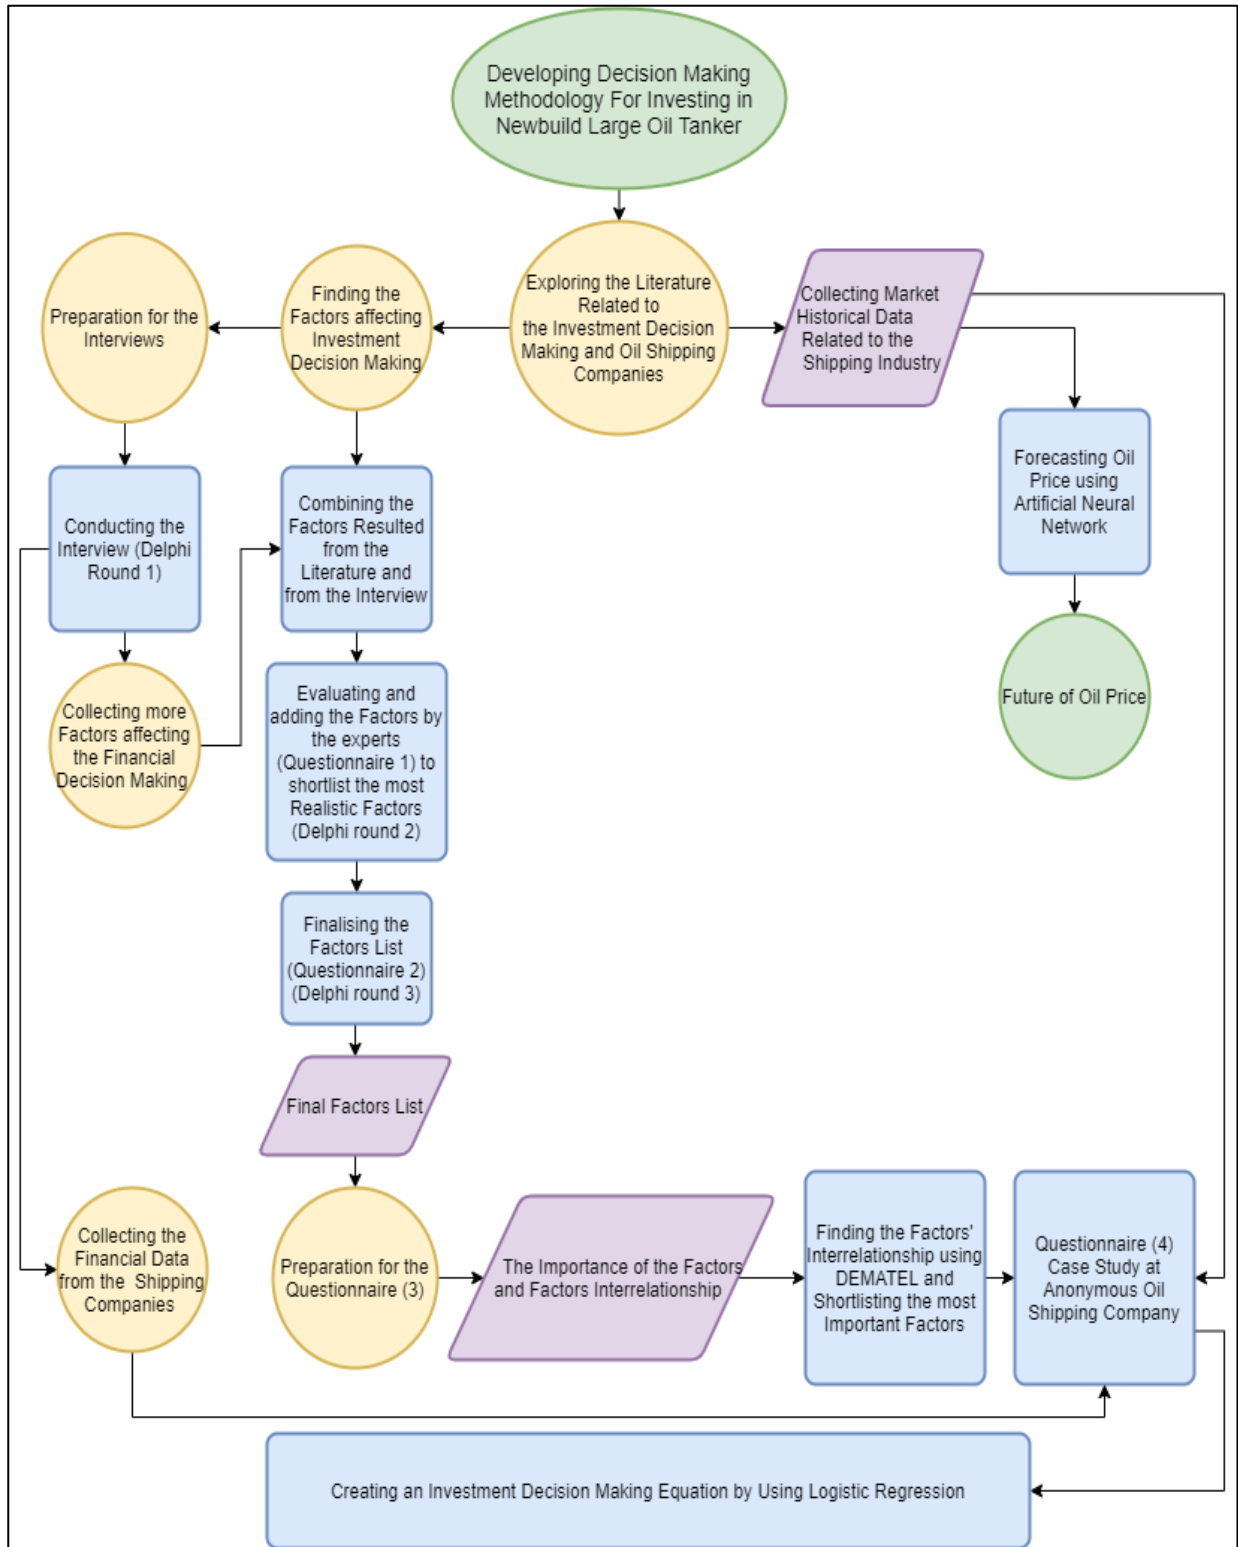 Developing Decision Making
Methodology For Investing in
Newbuild Large Oil Tanker
Preparation for the
Interviews
Finding the
Factors affecting
Investment
Decision Making
Exploring the Literature
Related to
the Investment Decision
Making and Oil Shipping
Companies
Collecting Market
Historical Data
Related to the
Shipping Industry
Conducting the
Interview (Delphi
Round 1)
Combining the
Factors Resulted
from the
Literature and
from the Interview
Forecasting Oil
Price using
Artificial Neural
Network
Collecting more
Factors affecting
the Financial
Decision Making
Evaluating and
adding the Factors by
the experts
(Questionnaire 1) to
shortlist the most
Realistic Factors
(Delphi round 2)
Future of Oil Price
Finalising the
Factors List
(Questionnaire 2)
(Delphi round 3)
Final Factors List
Collecting the
Financial Data
from the Shipping
Companies
Preparation for the
Questionnaire (3)
The Importance of the Factors
and Factors Interrelationship
Finding the Factors'
Interrelationship using
DEMATEL and
Shortlisting the most
Important Factors
Questionnaire (4)
Case Study at
Anonymous Oil
Shipping Company
Creating an Investment Decision Making Equation by Using Logistic Regression